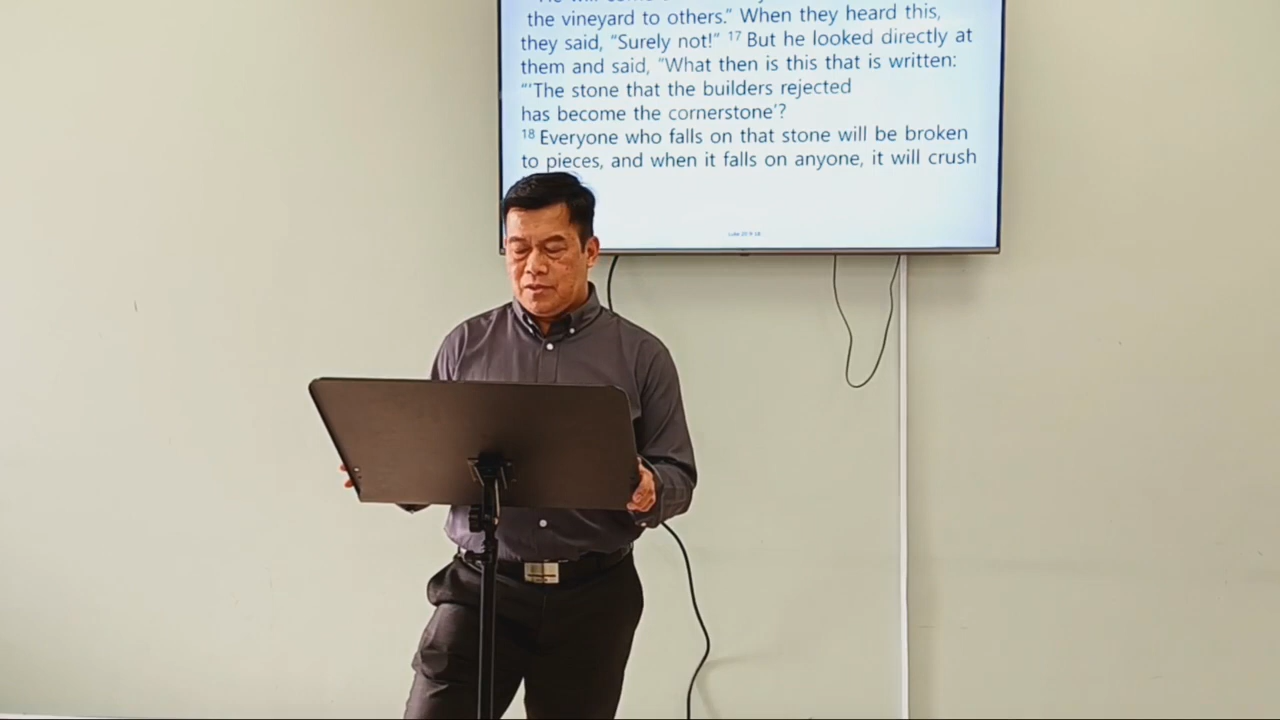 the vineyard to others.” When they heard this,
they said, “Surely not!” 17 But he looked directly at
them and said, “What then is this that is written:
“‘The stone that the builders rejected
has become the cornerstone’?
18 Everyone who falls on that stone will be broken
to pieces, and when it falls on anyone, it will crush